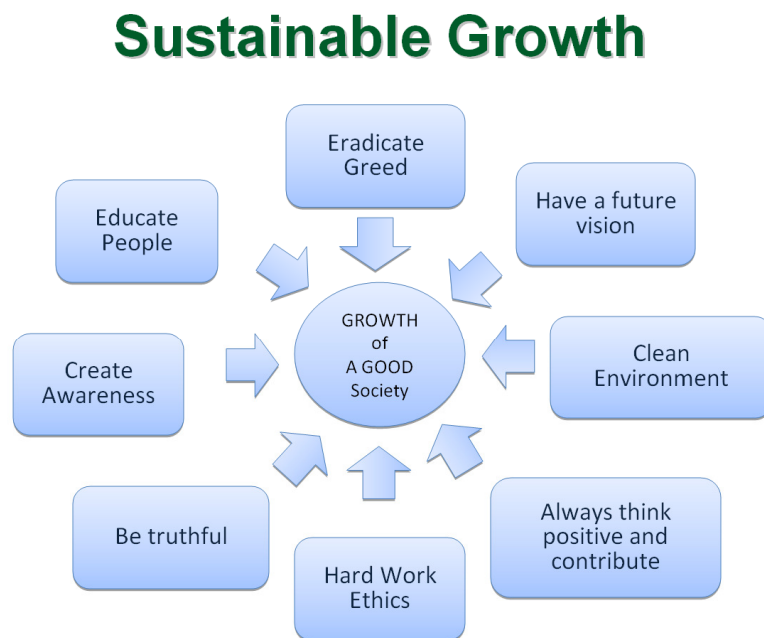 Sustainable Growth
Eradicate
Greed
Have a future
vision
Educate
People
GROWTH
of
A GOOD
Society
Clean
Environment
Create
Awareness
Always think
positive and
contribute
Be truthful
Hard Work
Ethics